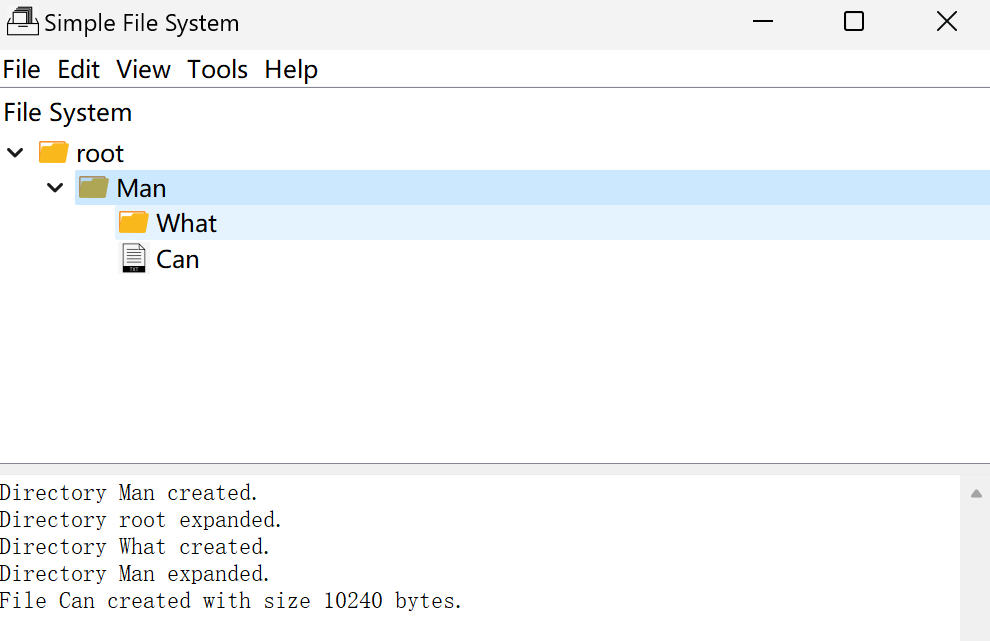 Simple File System
File Edit View Tools Help
File System
root
Man
What
Can
TXT
Directory Man created.
Directory root expanded.
Directory What created.
Directory Man expanded.
File Can created with size 10240 bytes.